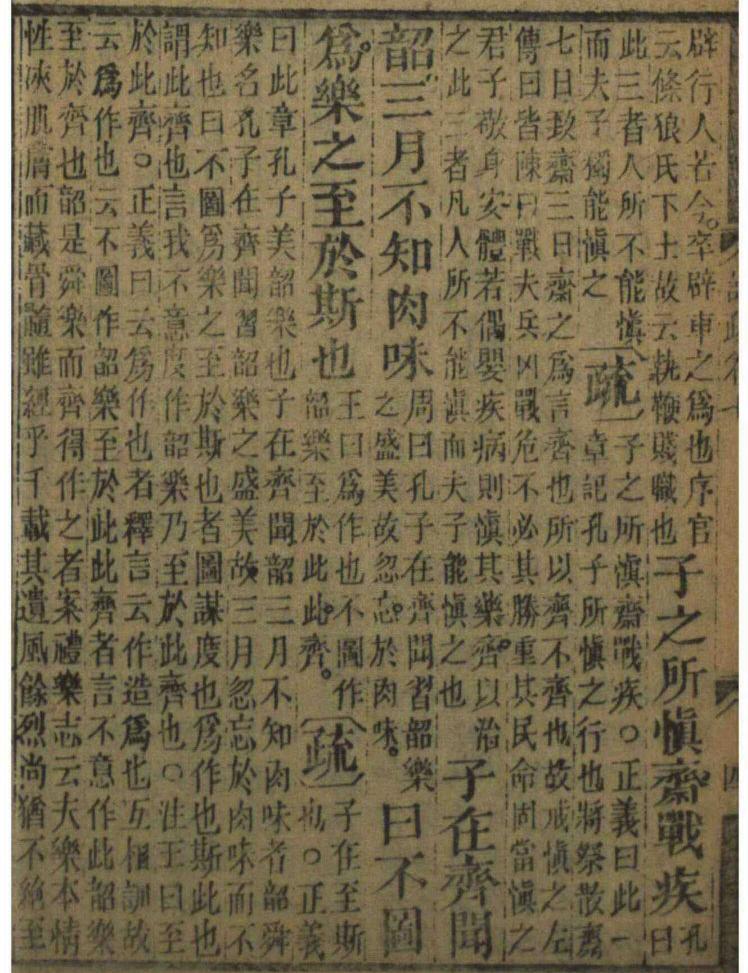 辟行人若今卒辟車之爲也序官
云條狼氏下士故云執鞭賤職也
子之所慎齋戰疾
孔
曰
此三者人所不能慎
而夫子獨能慎之
疏
子之所慎齋戰疾○正義曰此一
章記孔子所慎之行也將祭散齋
七日致齋三日齋之爲言齊也所以齊不齊也故戒慎之左
傳曰皆陳曰戰夫兵凶戰危不必其勝重其民命固當慎之
君子敬身安體若偶嬰疾病則慎其藥齊以治
之此三者凡人所不能慎而夫子能慎之也
子在齊聞
韶三月不知肉味
周曰孔子在齊聞習韶樂
之盛美故忽忘於肉味
曰不圖
爲樂之至於斯也
王曰爲作也不圖作
韶樂至於此此齊
疏
子在至斯
也○正義
曰此章孔子美韶樂也子在齊聞韶三月不知肉味者韶舜
樂名孔子在齊聞習韶樂之盛美故三月忽忘於肉味而不
知也曰不圖爲樂之至於斯也者圖謀度也爲作也斯此也
謂此齊也言我不意度作韶樂乃至於此齊也○注王曰至
於此齊○正義曰云爲作也者釋言云作造爲也互相訓故
云爲作也云不圖作韶樂至於此此齊者言不意作此韶樂
至於齊也韶是舜樂而齊得作之者案禮樂志云夫樂本情
性浹肌膚而藏骨髓雖經乎千載其遺風餘烈尚猶不絶至